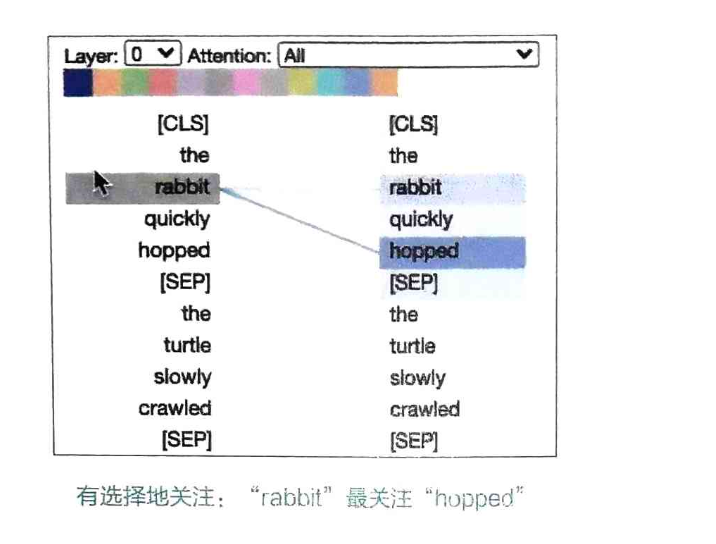 Layer: 0 Attention: All
[CLS] [CLS]
the the
rabbit rabbit
quickly quickly
hopped hopped
[SEP] [SEP]
the the
turtle turtle
slowly slowly
crawled crawled
[SEP] [SEP]
有选择地关注：“rabbit”最关注“hopped”